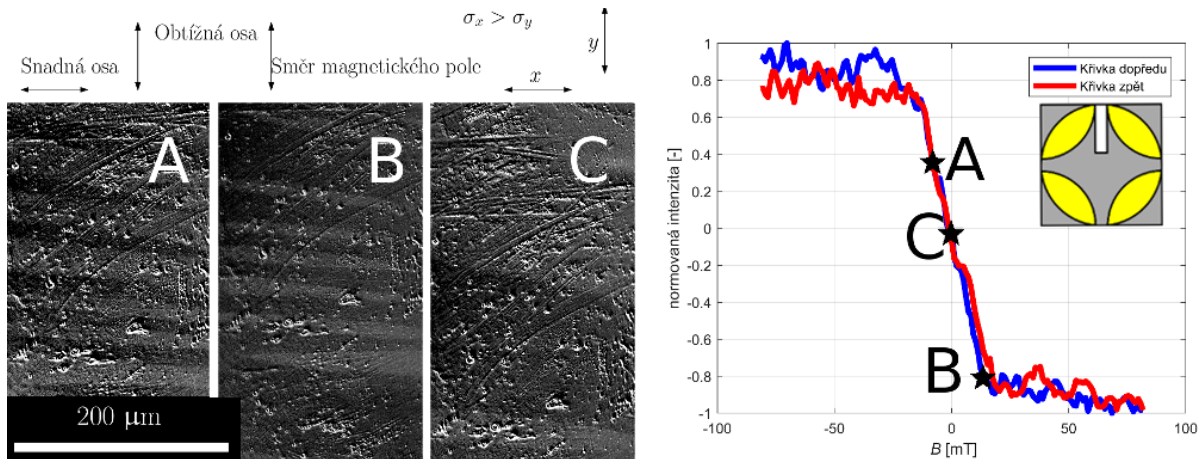 σx > σy
Obtížná osa
Snadná osa
Směr magnetického pole
x
y
A
B
C
200 µm
1
0.8
0.6
0.4
0.2
0
-0.2
-0.4
-0.6
-0.8
-1
normovaná intenzita [-]
Křivka dopředu
Křivka zpět
A
C
B
-100
-50
0
50
100
B [mT]